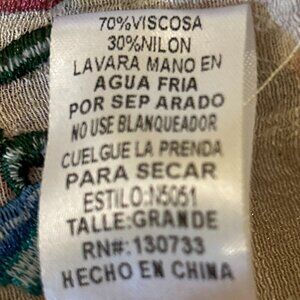 70%VISCOSA
30%NILON
LAVARA MANO EN
AGUA FRIA
POR SEP ARADO
NO USE BLANQUEADOR
CUELGUE LA PRENDA
PARA SECAR
ESTILO:N5051
TALLE:GRANDE
RN#:130733
HECHO EN CHINA